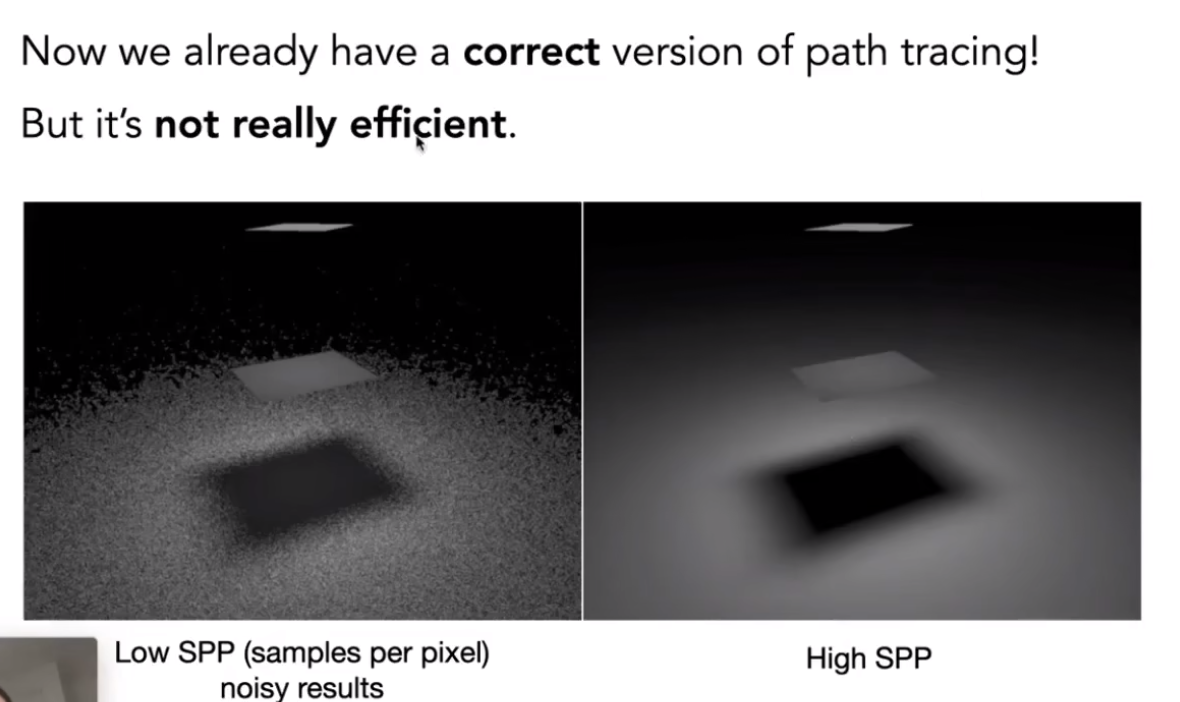 Now we already have a correct version of path tracing!
But it's not really efficient.
Low SPP (samples per pixel)
noisy results
High SPP